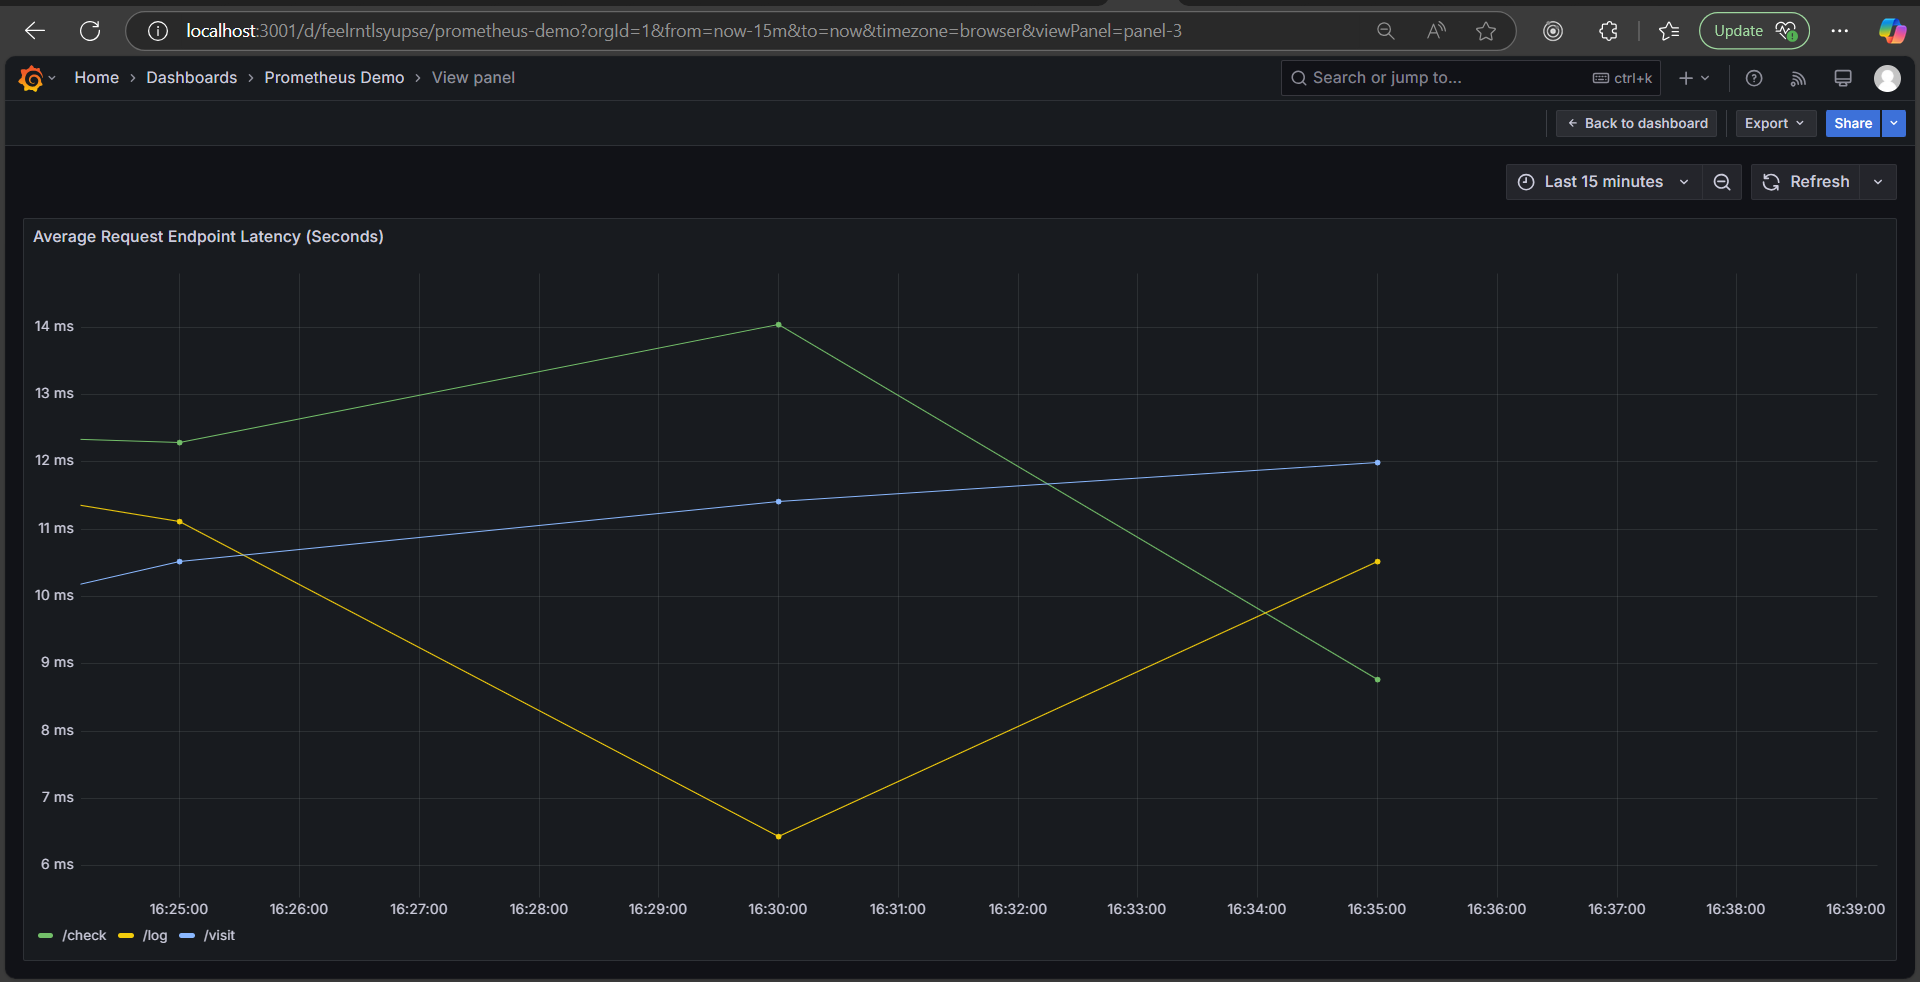 localhost:3001/d/feelrntlsyupse/prometheus-demo?orgId=1&from=now-15m&to=now&timezone=browser&viewPanel=panel-3
Update
Home › Dashboards › Prometheus Demo › View panel
Search or jump to...
ctrl+k
Back to dashboard
Export
Share
Last 15 minutes
Refresh
Average Request Endpoint Latency (Seconds)
14 ms
13 ms
12 ms
11 ms
10 ms
9 ms
8 ms
7 ms
6 ms
16:25:00 16:26:00 16:27:00 16:28:00 16:29:00 16:30:00 16:31:00 16:32:00 16:33:00 16:34:00 16:35:00 16:36:00 16:37:00 16:38:00 16:39:00
/check /log /visit